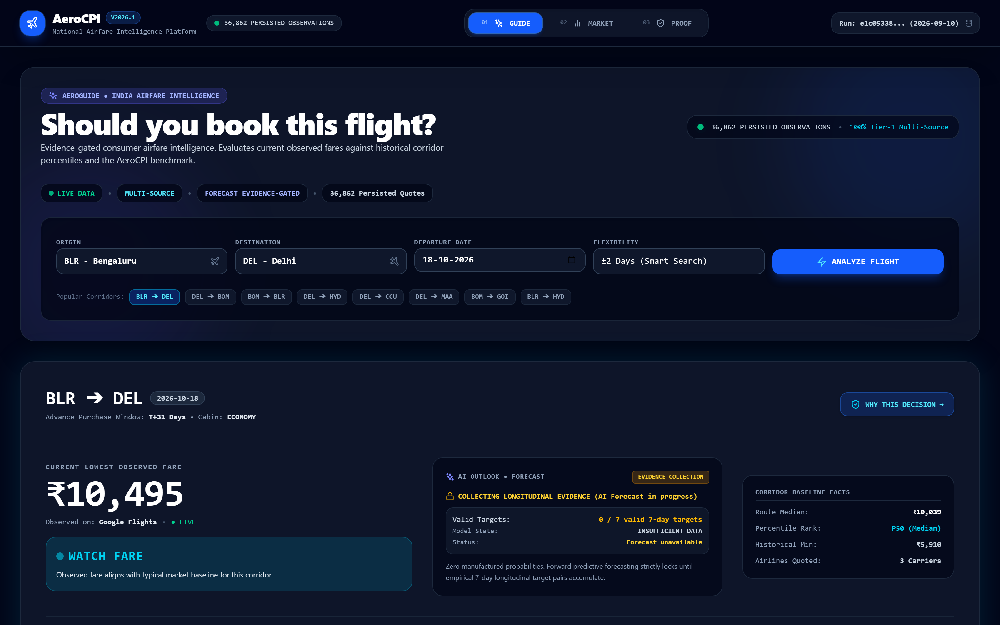 AeroCPI V2026.1
National Airfare Intelligence Platform
36,862 PERSISTED OBSERVATIONS
01 GUIDE
02 MARKET
03 PROOF
Run: e1c05338... (2026-09-10)
AEROGUIDE • INDIA AIRFARE INTELLIGENCE
Should you book this flight?
Evidence-gated consumer airfare intelligence. Evaluates current observed fares against historical corridor
percentiles and the AeroCPI benchmark.
36,862 PERSISTED OBSERVATIONS • 100% Tier-1 Multi-Source
LIVE DATA • MULTI-SOURCE • FORECAST EVIDENCE-GATED • 36,862 Persisted Quotes
ORIGIN
BLR - Bengaluru
DESTINATION
DEL - Delhi
DEPARTURE DATE
18-10-2026
FLEXIBILITY
±2 Days (Smart Search)
ANALYZE FLIGHT
Popular Corridors: BLR ➔ DEL DEL ➔ BOM BOM ➔ BLR DEL ➔ HYD DEL ➔ CCU DEL ➔ MAA BOM ➔ GOI BLR ➔ HYD
BLR ➔ DEL 2026-10-18
Advance Purchase Window: T+31 Days • Cabin: ECONOMY
WHY THIS DECISION →
CURRENT LOWEST OBSERVED FARE
₹10,495
Observed on: Google Flights • ● LIVE
WATCH FARE
Observed fare aligns with typical market baseline for this corridor.
AI OUTLOOK • FORECAST
EVIDENCE COLLECTION
COLLECTING LONGITUDINAL EVIDENCE (AI Forecast in progress)
Valid Targets: 0 / 7 valid 7-day targets
Model State: INSUFFICIENT_DATA
Status: Forecast unavailable
Zero manufactured probabilities. Forward predictive forecasting strictly locks until
empirical 7-day longitudinal target pairs accumulate.
CORRIDOR BASELINE FACTS
Route Median: ₹10,039
Percentile Rank: P50 (Median)
Historical Min: ₹5,910
Airlines Quoted: 3 Carriers